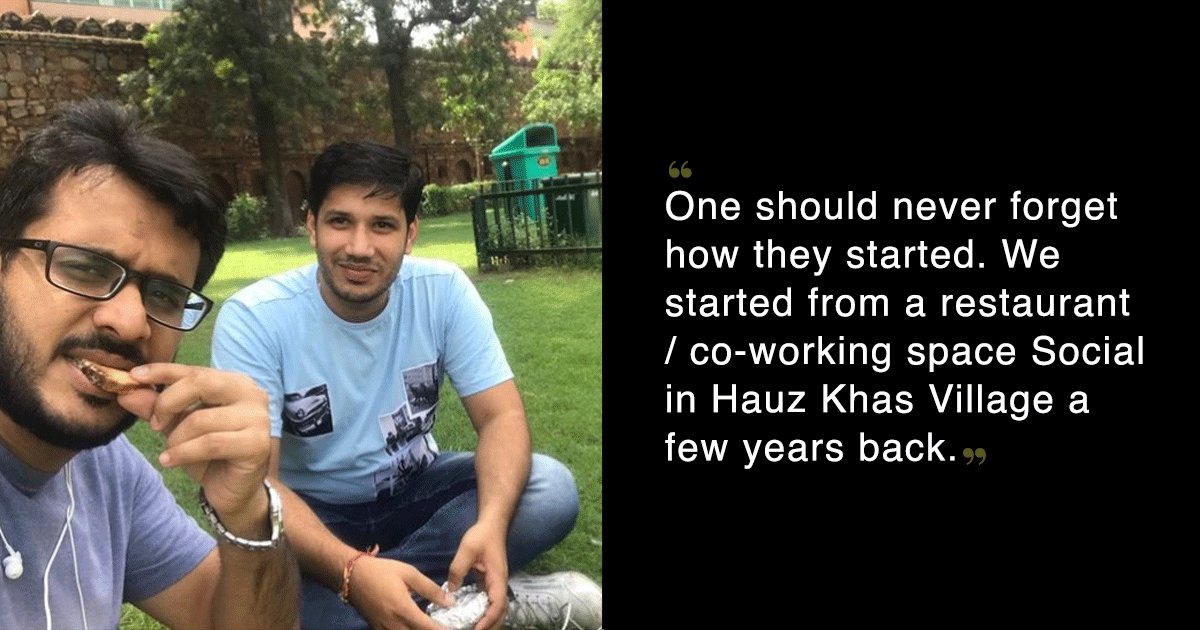 “
One should never forget
how they started. We
started from a restaurant
/ co-working space Social
in Hauz Khas Village a
few years back.”